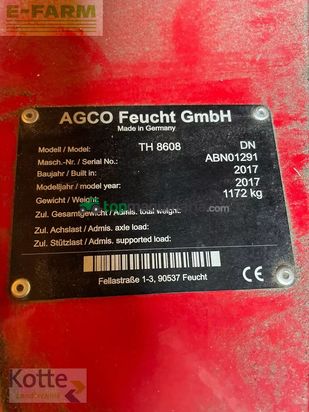 E-FARM
AGCO Feucht GmbH
Made in Germany
Modell / Model: TH 8608 DN
Masch.-Nr. / Serial No.: ABN01291
Baujahr / Built in: 2017
Modelljahr / model year: 2017
Gewicht / Weight: 1172 kg
Zul. Gesamtgewicht / Admis. total weight:
Zul. Achslast / Admis. axle load:
Zul. Stützlast / Admis. supported load:
Fellastraße 1-3, 90537 Feucht
CE
Kotte
Landtechnik